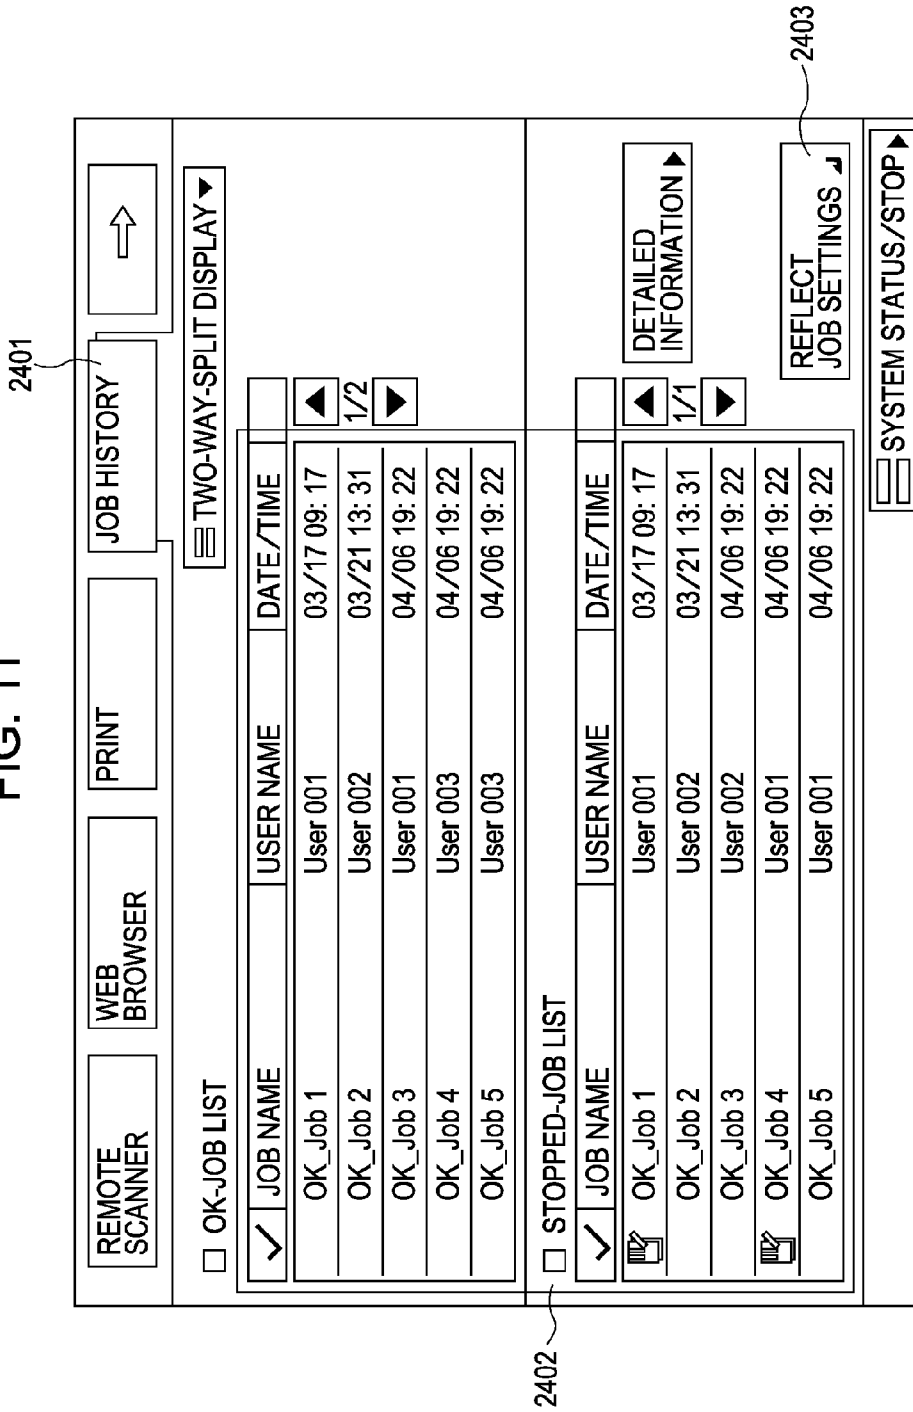 FIG. 11
2401
REMOTE
SCANNER
WEB
BROWSER
PRINT
JOB HISTORY
TWO-WAY-SPLIT DISPLAY
OK-JOB LIST
JOB NAME USER NAME DATE/TIME
OK_Job 1 User 001 03/17 09: 17
OK_Job 2 User 002 03/21 13: 31
OK_Job 3 User 001 04/06 19: 22
OK_Job 4 User 003 04/06 19: 22
OK_Job 5 User 003 04/06 19: 22
1/2
2402
STOPPED-JOB LIST
JOB NAME USER NAME DATE/TIME
OK_Job 1 User 001 03/17 09: 17
OK_Job 2 User 002 03/21 13: 31
OK_Job 3 User 002 04/06 19: 22
OK_Job 4 User 001 04/06 19: 22
OK_Job 5 User 001 04/06 19: 22
1/1
DETAILED
INFORMATION
REFLECT
JOB SETTINGS
2403
SYSTEM STATUS/STOP